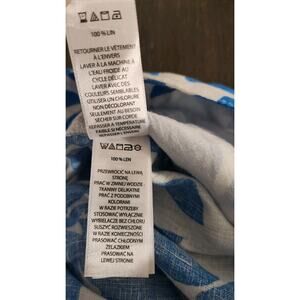 100 % LIN
RETOURNER LE VÊTEMENT
À L'ENVERS
LAVER À LA MACHINE À
L'EAU FROIDE AU
CYCLE DÉLICAT
LAVER AVEC DES
COULEURS SEMBLABLES
UTILISER UN CHLORURE
NON DÉCOLORANT
SEULEMENT AU BESOIN
SÉCHER SUR CORDE
REPASSER À TEMPÉRATURE
FAIBLE SI NÉCESSAIRE
REPASSER
100% LEN
PRZEWRÓCIĆ NA LEWĄ
STRONĘ
PRAĆ W ZIMNEJ WODZIE
TKANINY DELIKATNE
PRAĆ Z PODOBNYMI
KOLORAMI
W RAZIE POTRZEBY
STOSOWAĆ WYŁĄCZNIE
WYBIELACZE BEZ CHLORU
SUSZYĆ ROZWIESZONE
W RAZIE KONIECZNOŚCI
PRASOWAĆ CHŁODNYM
ŻELAZKIEM
PRASOWAĆ NA
LEWEJ STRONIE